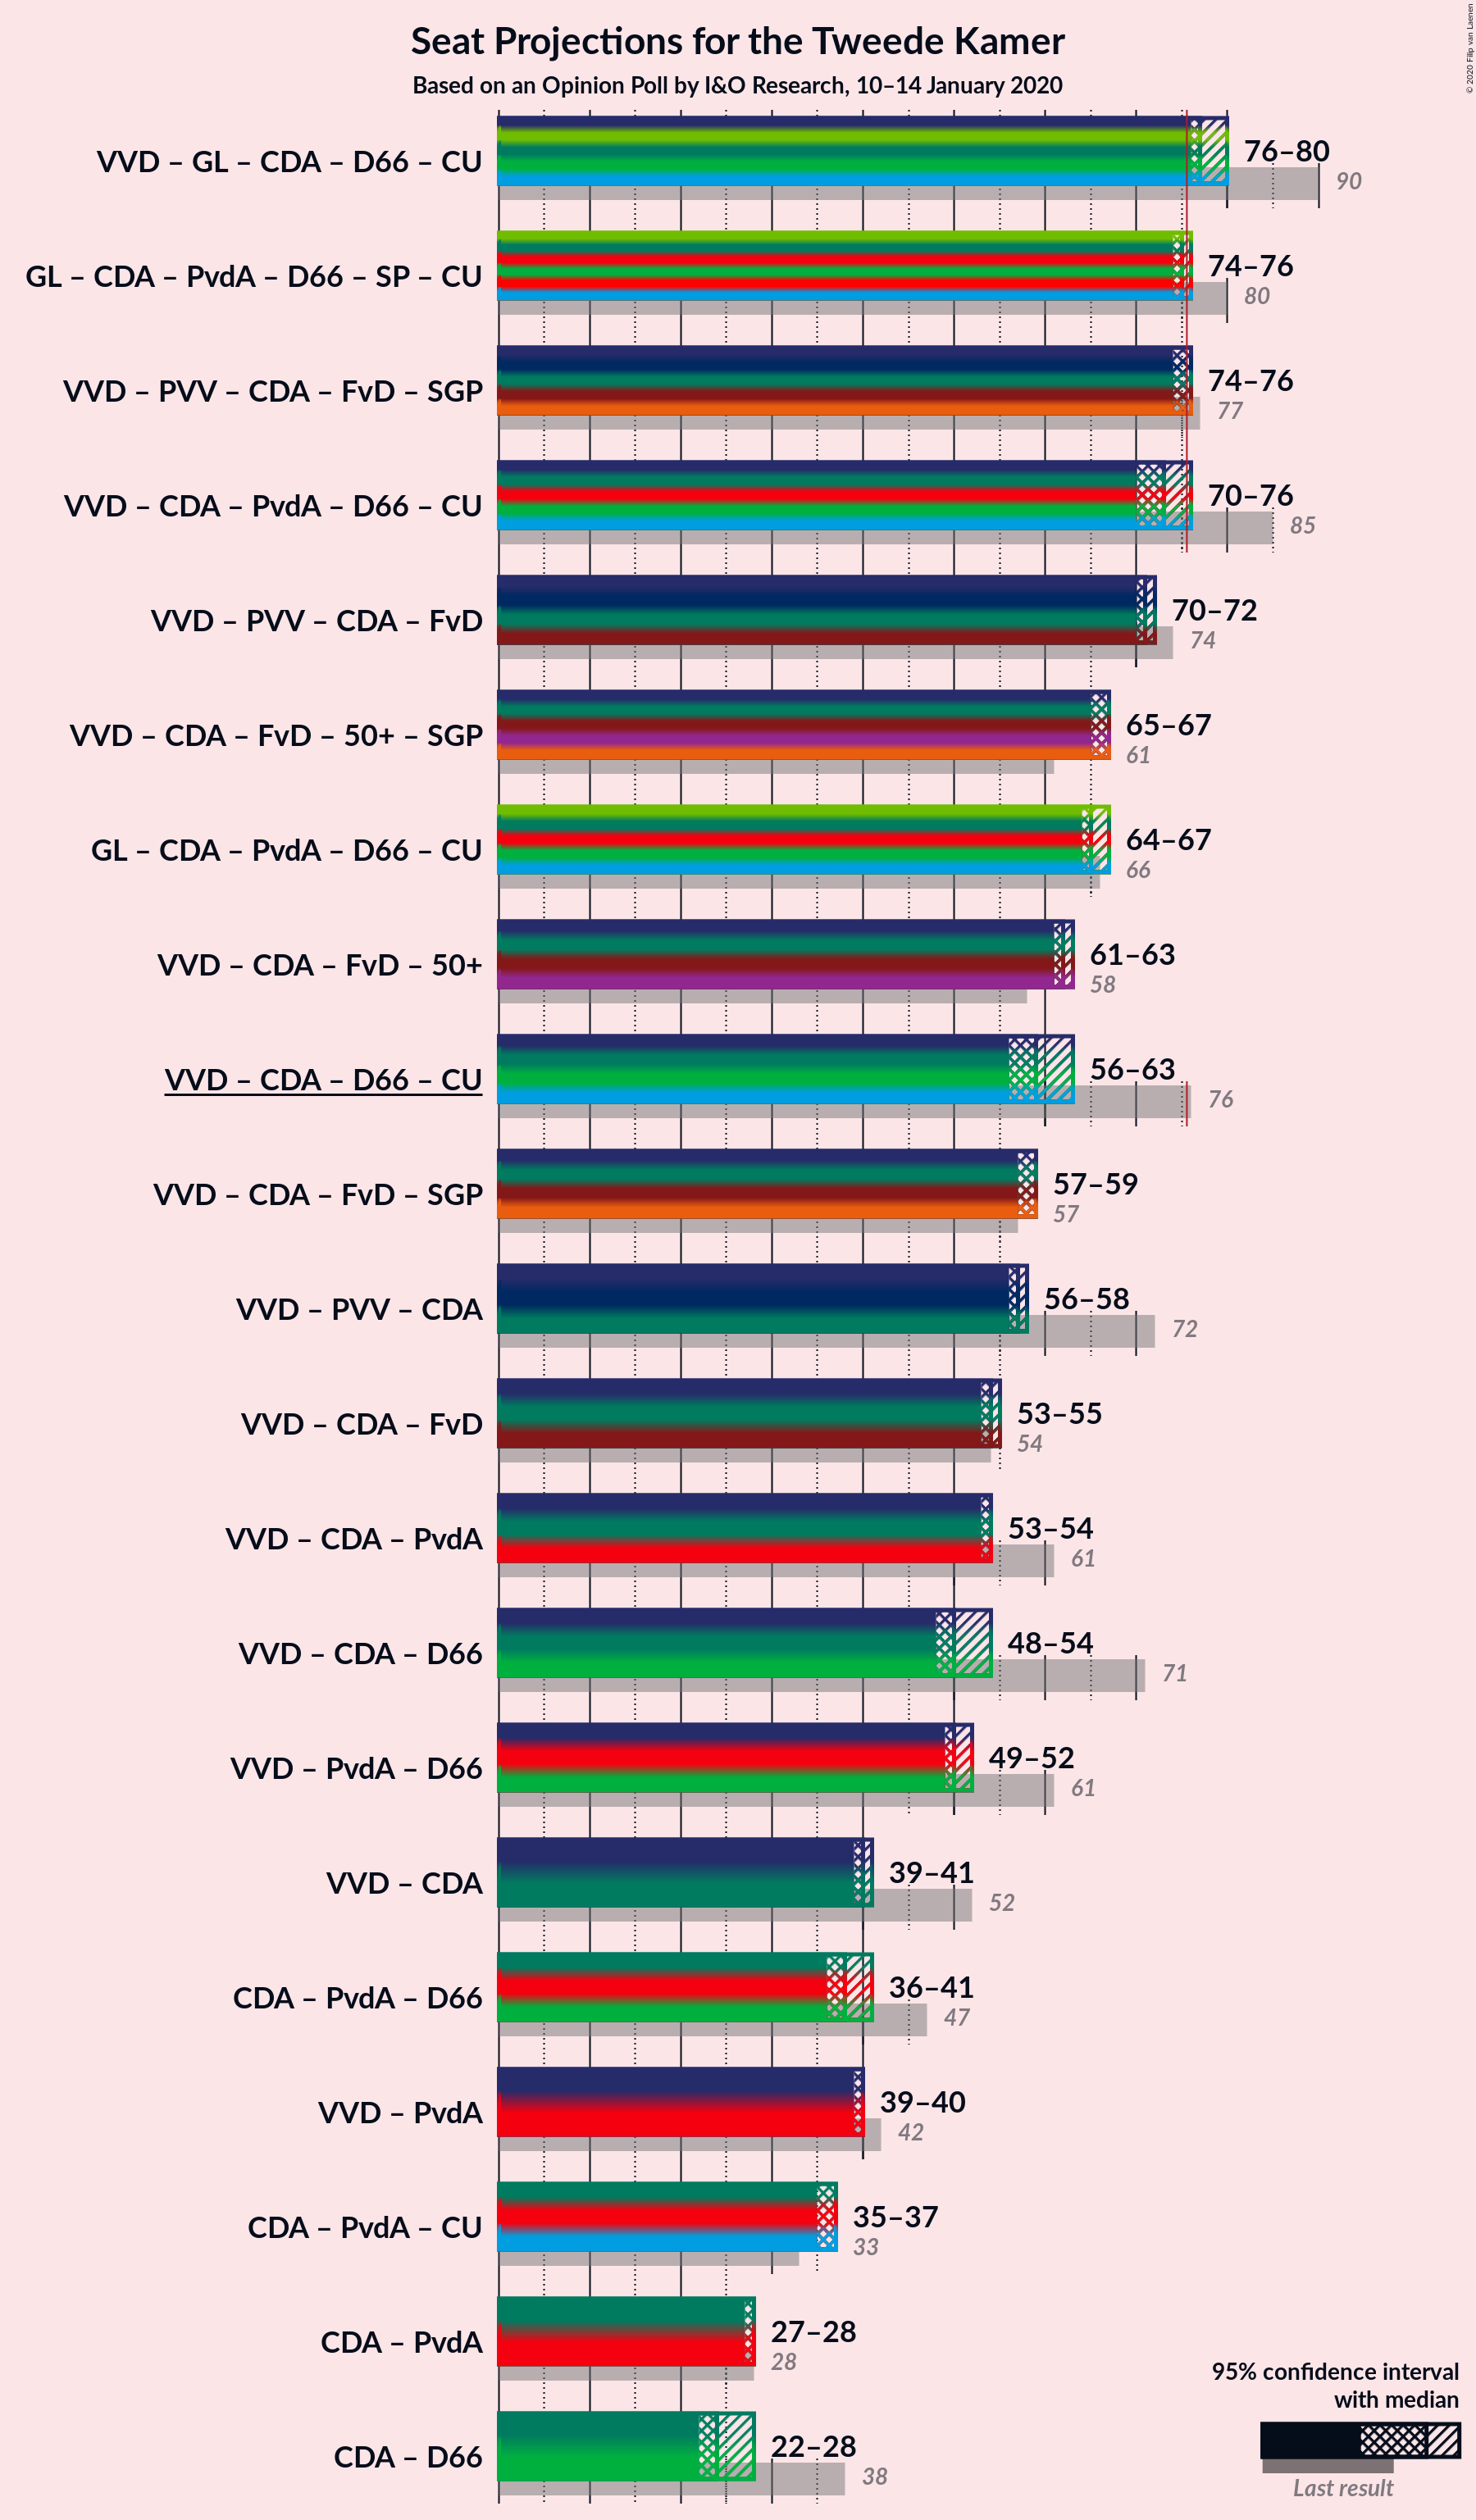 Seat Projections for the Tweede Kamer
Based on an Opinion Poll by I&O Research, 10–14 January 2020
© 2020 Filip van Laenen
VVD – GL – CDA – D66 – CU
76–80
90
GL – CDA – PvdA – D66 – SP – CU
74–76
80
VVD – PVV – CDA – FvD – SGP
74–76
77
VVD – CDA – PvdA – D66 – CU
70–76
85
VVD – PVV – CDA – FvD
70–72
74
VVD – CDA – FvD – 50+ – SGP
65–67
61
GL – CDA – PvdA – D66 – CU
64–67
66
VVD – CDA – FvD – 50+
61–63
58
VVD – CDA – D66 – CU
56–63
76
VVD – CDA – FvD – SGP
57–59
57
VVD – PVV – CDA
56–58
72
VVD – CDA – FvD
53–55
54
VVD – CDA – PvdA
53–54
61
VVD – CDA – D66
48–54
71
VVD – PvdA – D66
49–52
61
VVD – CDA
39–41
52
CDA – PvdA – D66
36–41
47
VVD – PvdA
39–40
42
CDA – PvdA – CU
35–37
33
CDA – PvdA
27–28
28
CDA – D66
22–28
38
95% confidence interval
with median
Last result